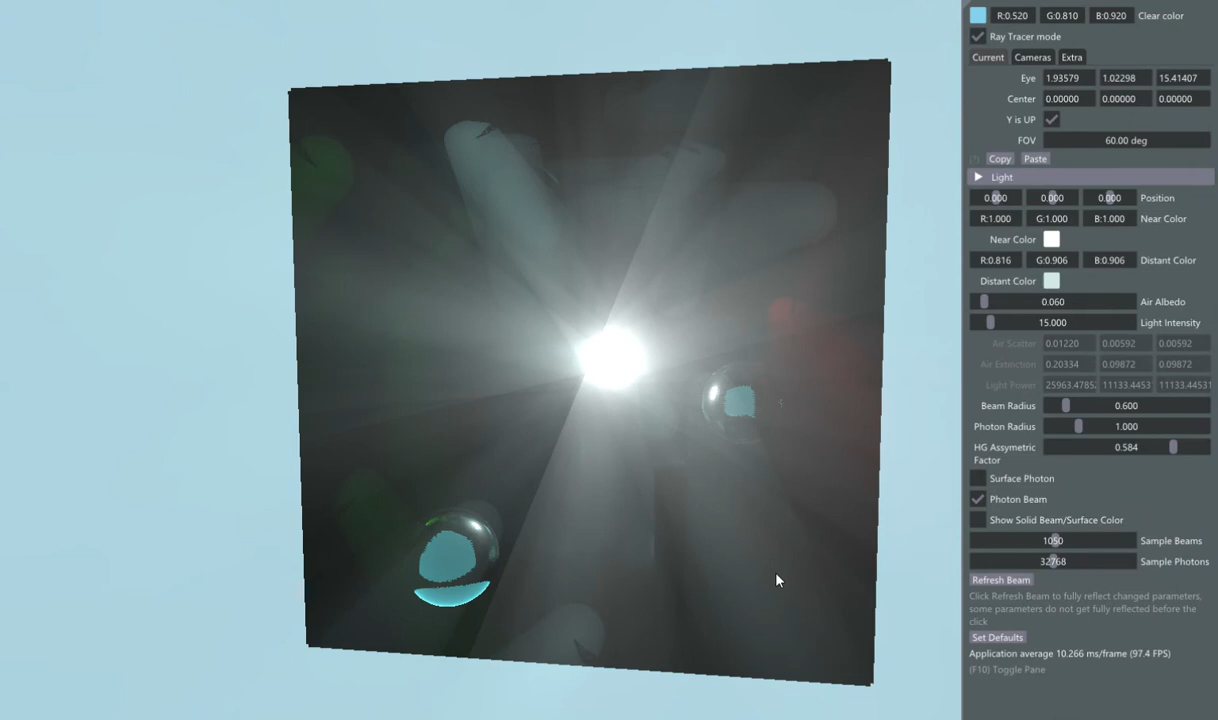 R:0.520 G:0.810 B:0.920 Clear color
Ray Tracer mode
Current Cameras Extra
Eye 1.93579 1.02298 15.41407
Center 0.00000 0.00000 0.00000
Y is UP
FOV 60.00 deg
(?) Copy Paste
Light
0.000 0.000 0.000 Position
R:1.000 G:1.000 B:1.000 Near Color
Near Color
R:0.816 G:0.906 B:0.906 Distant Color
Distant Color
0.060 Air Albedo
15.000 Light Intensity
Air Scatter 0.01220 0.00592 0.00592
Air Extinction 0.20334 0.09872 0.09872
Light Power 25963.4785 11133.4453 11133.44531
Beam Radius 0.600
Photon Radius 1.000
HG Assymetric 0.584
Factor
Surface Photon
Photon Beam
Show Solid Beam/Surface Color
1050 Sample Beams
32768 Sample Photons
Refresh Beam
Click Refresh Beam to fully reflect changed parameters,
some parameters do not get fully reflected before the
click
Set Defaults
Application average 10.266 ms/frame (97.4 FPS)
(F10) Toggle Pane